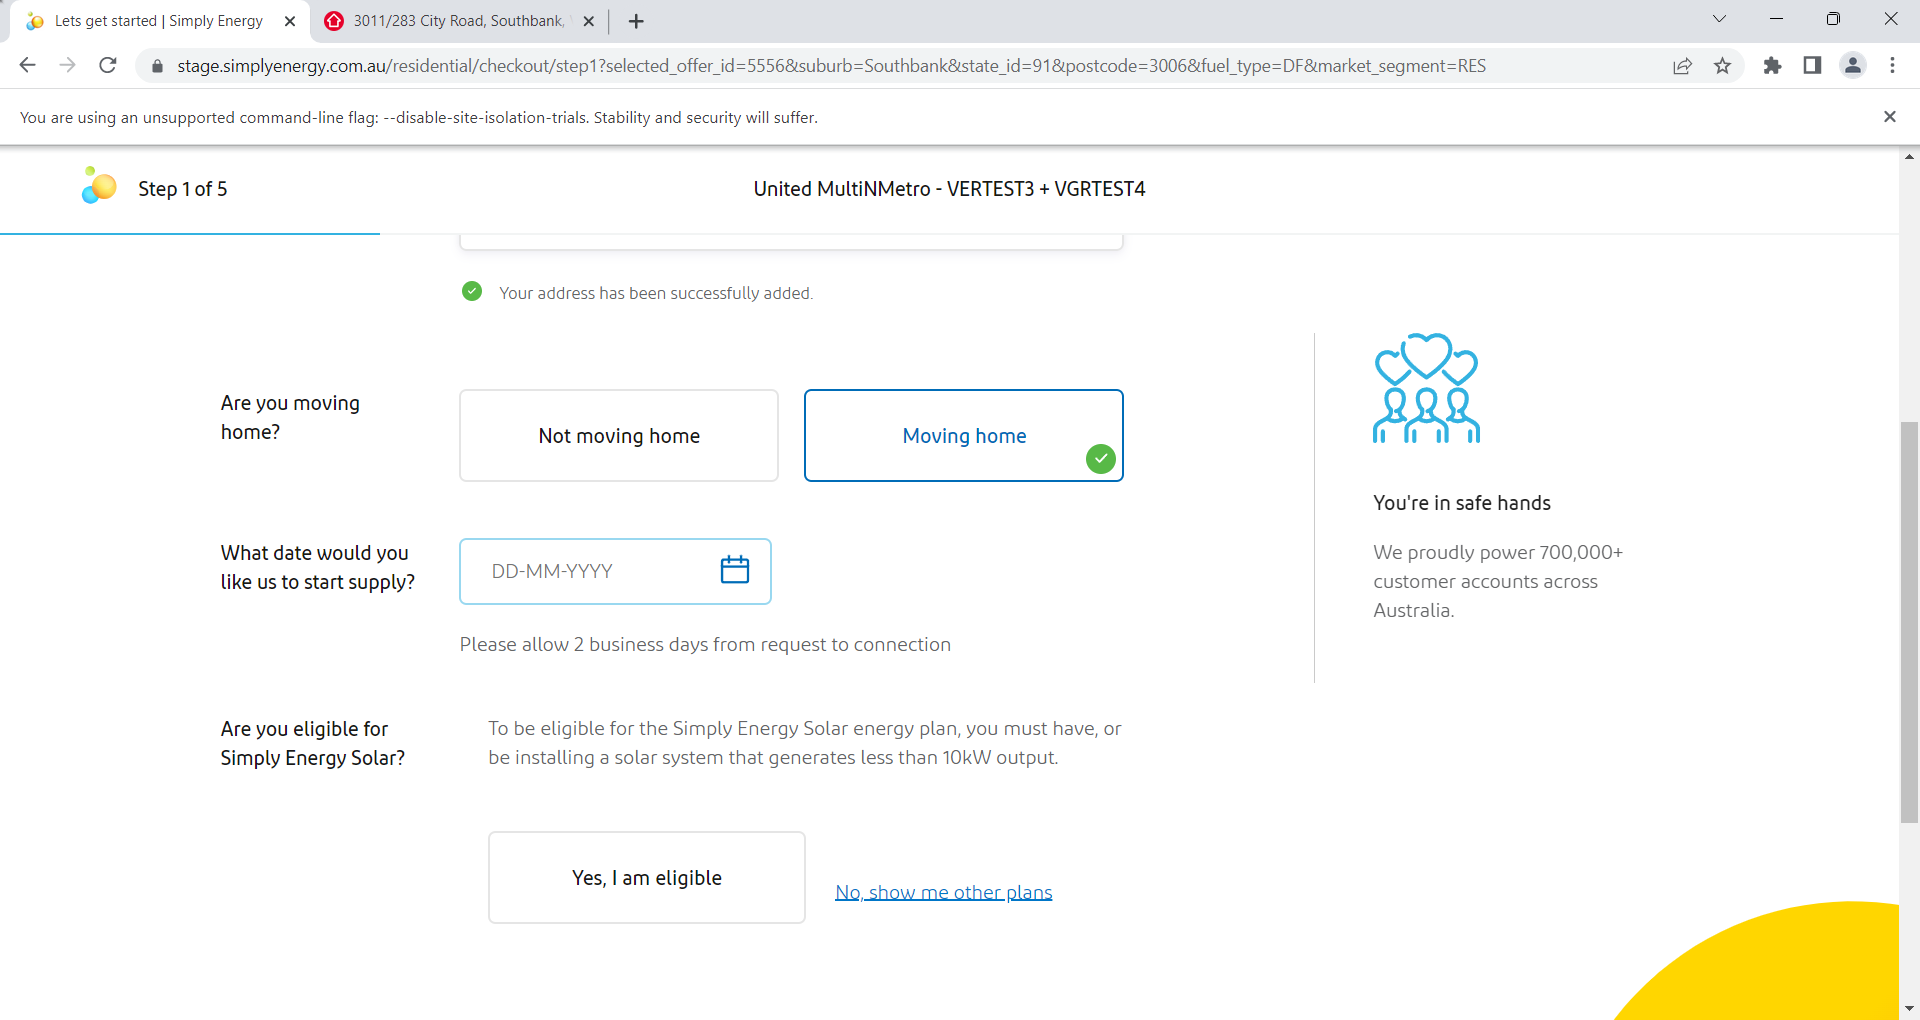 Lets get started | Simply Energy
3011/283 City Road, Southbank,
stage.simplyenergy.com.au/residential/checkout/step1?selected_offer_id=5556&suburb=Southbank&state_id=91&postcode=3006&fuel_type=DF&market_segment=RES
You are using an unsupported command-line flag: --disable-site-isolation-trials. Stability and security will suffer.
Step 1 of 5
United MultiNMetro - VERTEST3 + VGRTEST4
Your address has been successfully added.
Are you moving
home?
Not moving home
Moving home
You're in safe hands
We proudly power 700,000+
customer accounts across
Australia.
What date would you
like us to start supply?
DD-MM-YYYY
Please allow 2 business days from request to connection
Are you eligible for
Simply Energy Solar?
To be eligible for the Simply Energy Solar energy plan, you must have, or
be installing a solar system that generates less than 10kW output.
Yes, I am eligible
No, show me other plans